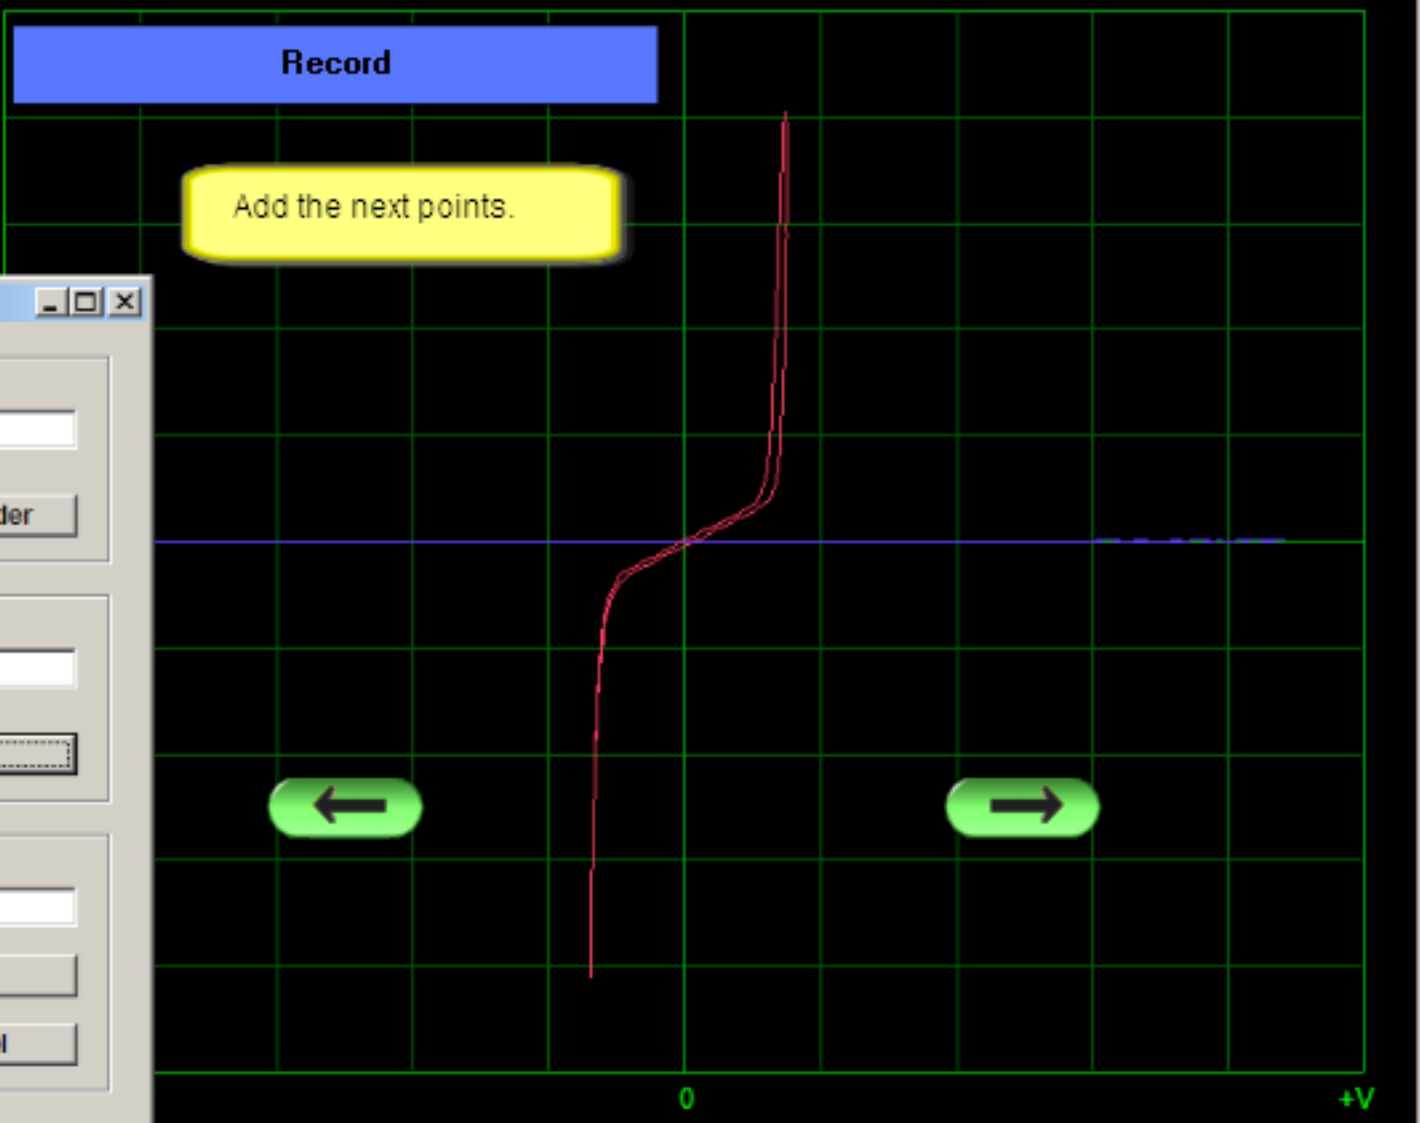 Record
Add the next points.
der
l
0
+V